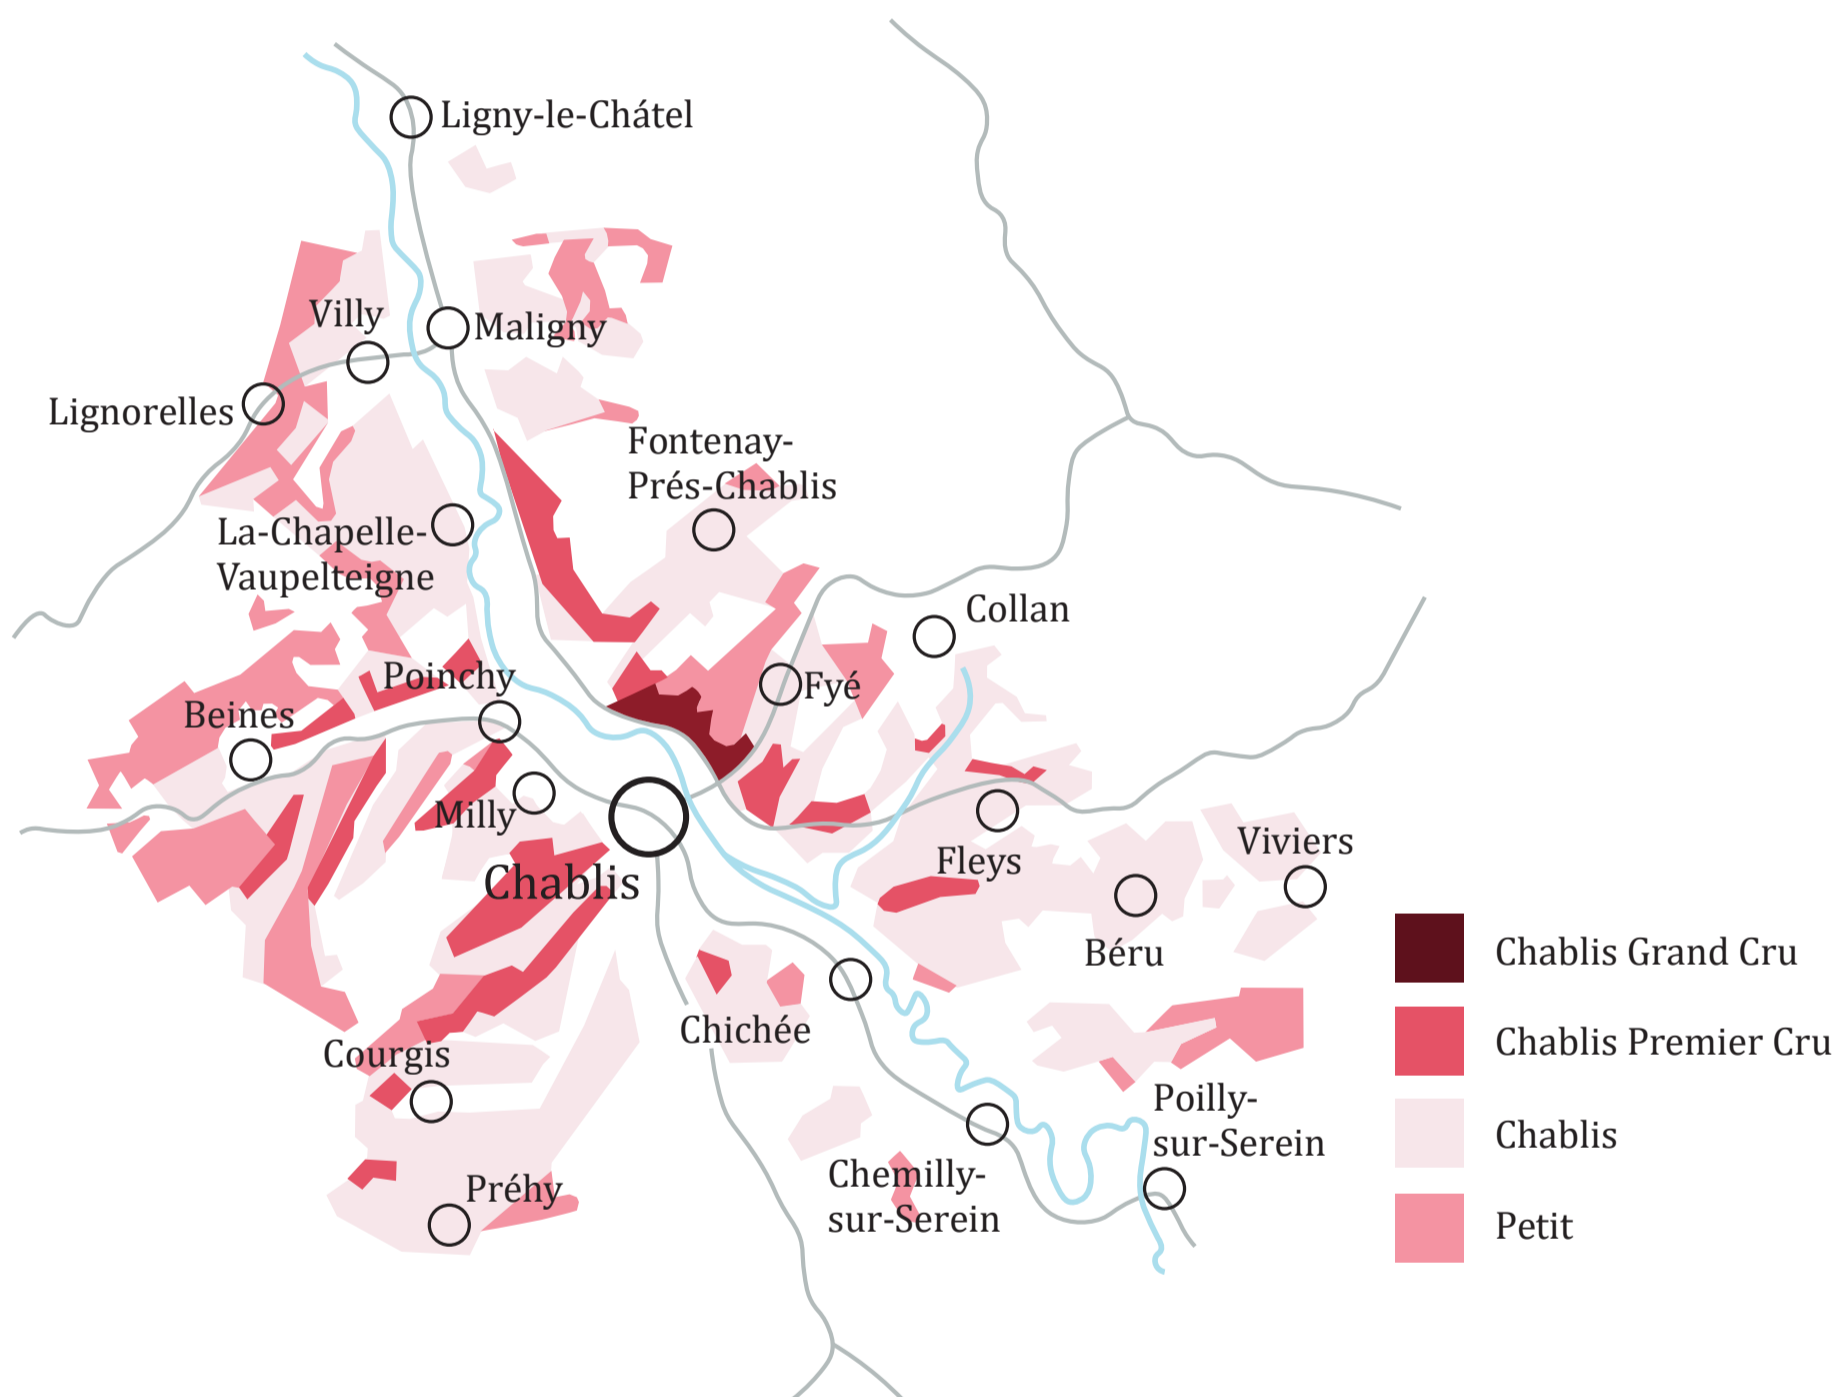 Ligny-le-Chátel
Villy
Maligny
Lignorelles
Fontenay-
Prés-Chablis
La-Chapelle-
Vaupelteigne
Collan
Poinchy
Fyé
Beines
Milly
Viviers
Fleys
Chablis
Béru
Chablis Grand Cru
Chichée
Chablis Premier Cru
Courgis
Poilly-
sur-Serein
Chablis
Chemilly-
sur-Serein
Préhy
Petit